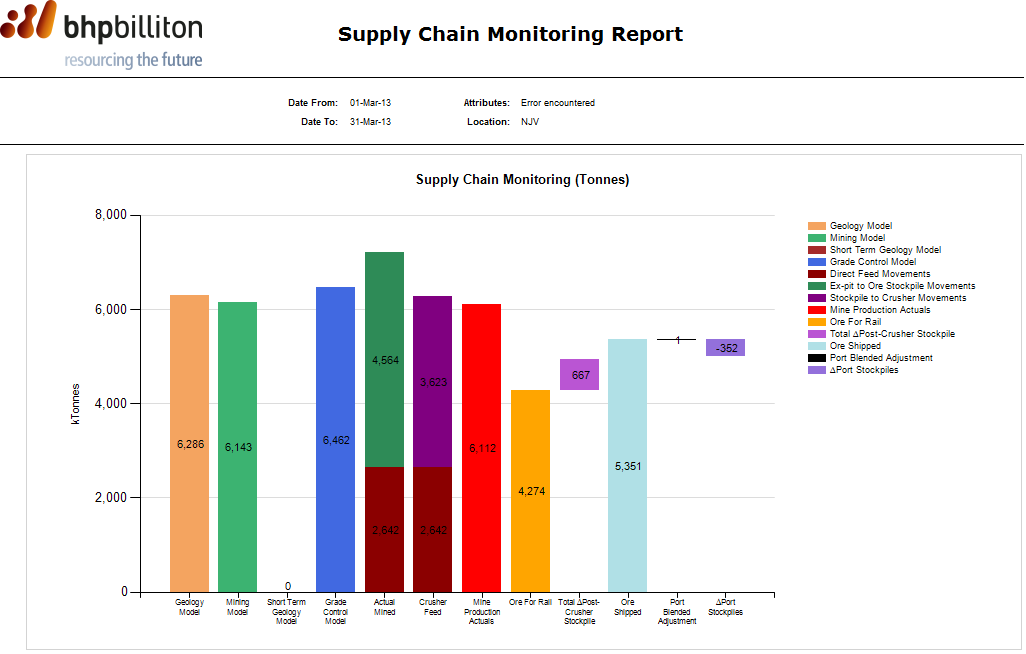 bhpbilliton
resourcing the future
Supply Chain Monitoring Report
Date From: 01-Mar-13 Attributes: Error encountered
Date To: 31-Mar-13 Location: NJV
Supply Chain Monitoring (Tonnes)
kTonnes
8,000
6,000
4,000
2,000
0
6,286
6,143
0
6,462
4,564
2,642
3,623
2,642
6,112
4,274
667
5,351
1
-352
Geology
Model
Mining
Model
Short Term
Geology
Model
Grade
Control
Model
Actual
Mined
Crusher
Feed
Mine
Production
Actuals
Ore For Rail
Total ΔPost-
Crusher
Stockpile
Ore
Shipped
Port
Blended
Adjustment
ΔPort
Stockpiles
Geology Model
Mining Model
Short Term Geology Model
Grade Control Model
Direct Feed Movements
Ex-pit to Ore Stockpile Movements
Stockpile to Crusher Movements
Mine Production Actuals
Ore For Rail
Total ΔPost-Crusher Stockpile
Ore Shipped
Port Blended Adjustment
ΔPort Stockpiles